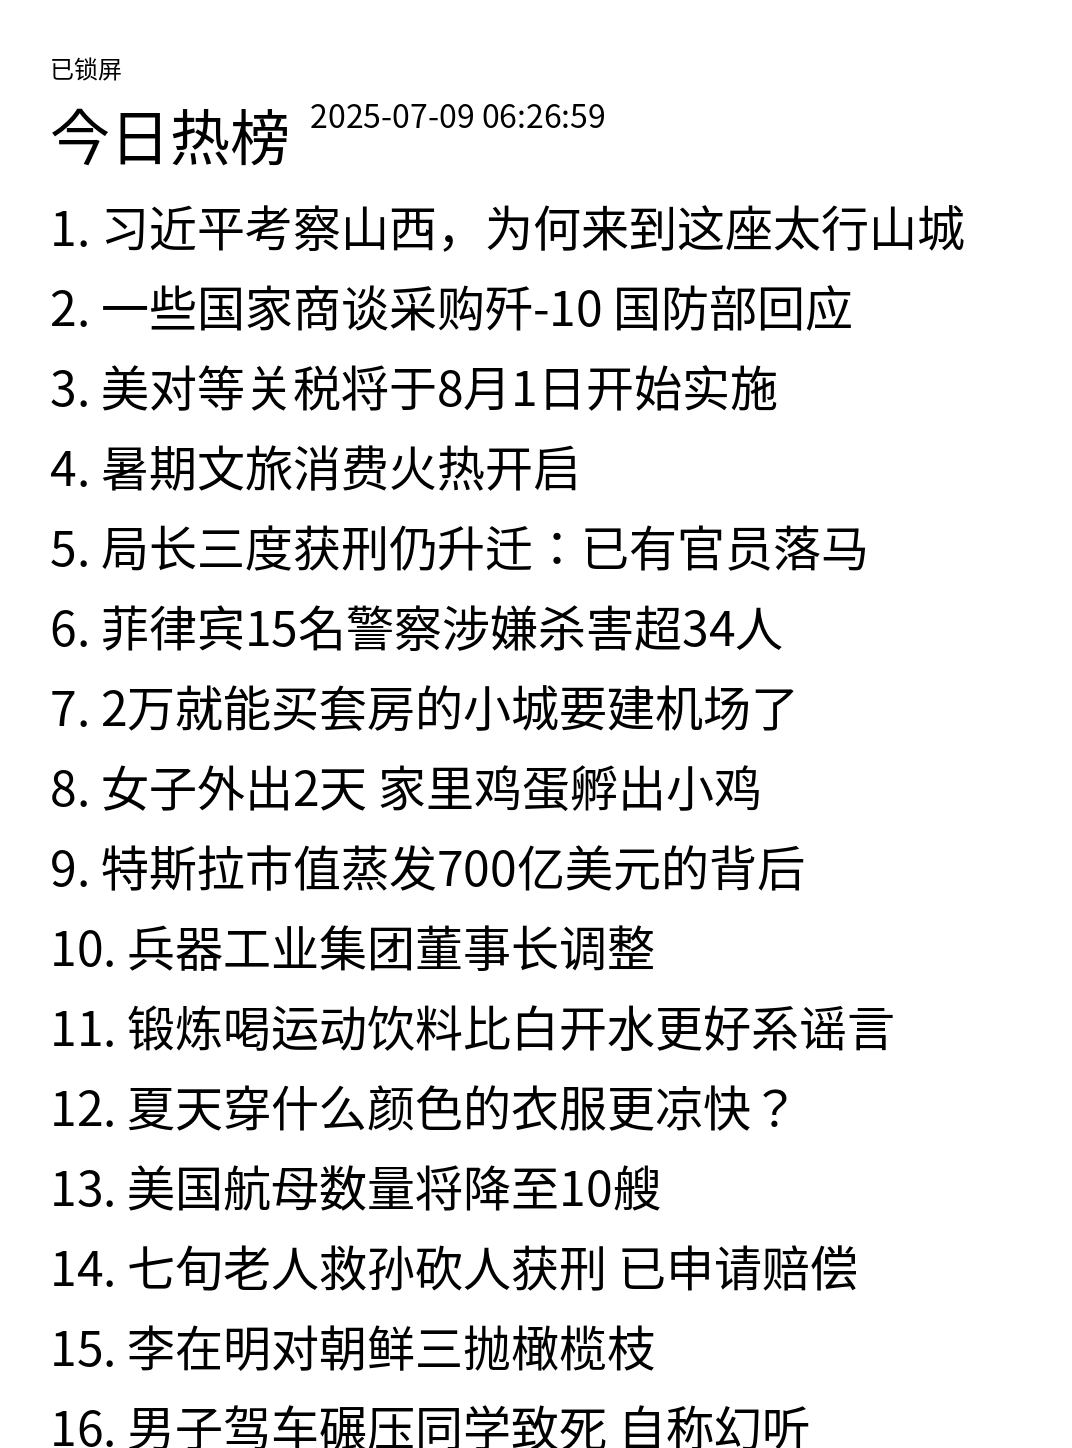 已锁屏
今日热榜 2025-07-09 06:26:59
1. 习近平考察山西，为何来到这座太行山城
2. 一些国家商谈采购歼-10 国防部回应
3. 美对等关税将于8月1日开始实施
4. 暑期文旅消费火热开启
5. 局长三度获刑仍升迁：已有官员落马
6. 菲律宾15名警察涉嫌杀害超34人
7. 2万就能买套房的小城要建机场了
8. 女子外出2天 家里鸡蛋孵出小鸡
9. 特斯拉市值蒸发700亿美元的背后
10. 兵器工业集团董事长调整
11. 锻炼喝运动饮料比白开水更好系谣言
12. 夏天穿什么颜色的衣服更凉快？
13. 美国航母数量将降至10艘
14. 七旬老人救孙砍人获刑 已申请赔偿
15. 李在明对朝鲜三抛橄榄枝
16. 男子驾车碾压同学致死 自称幻听